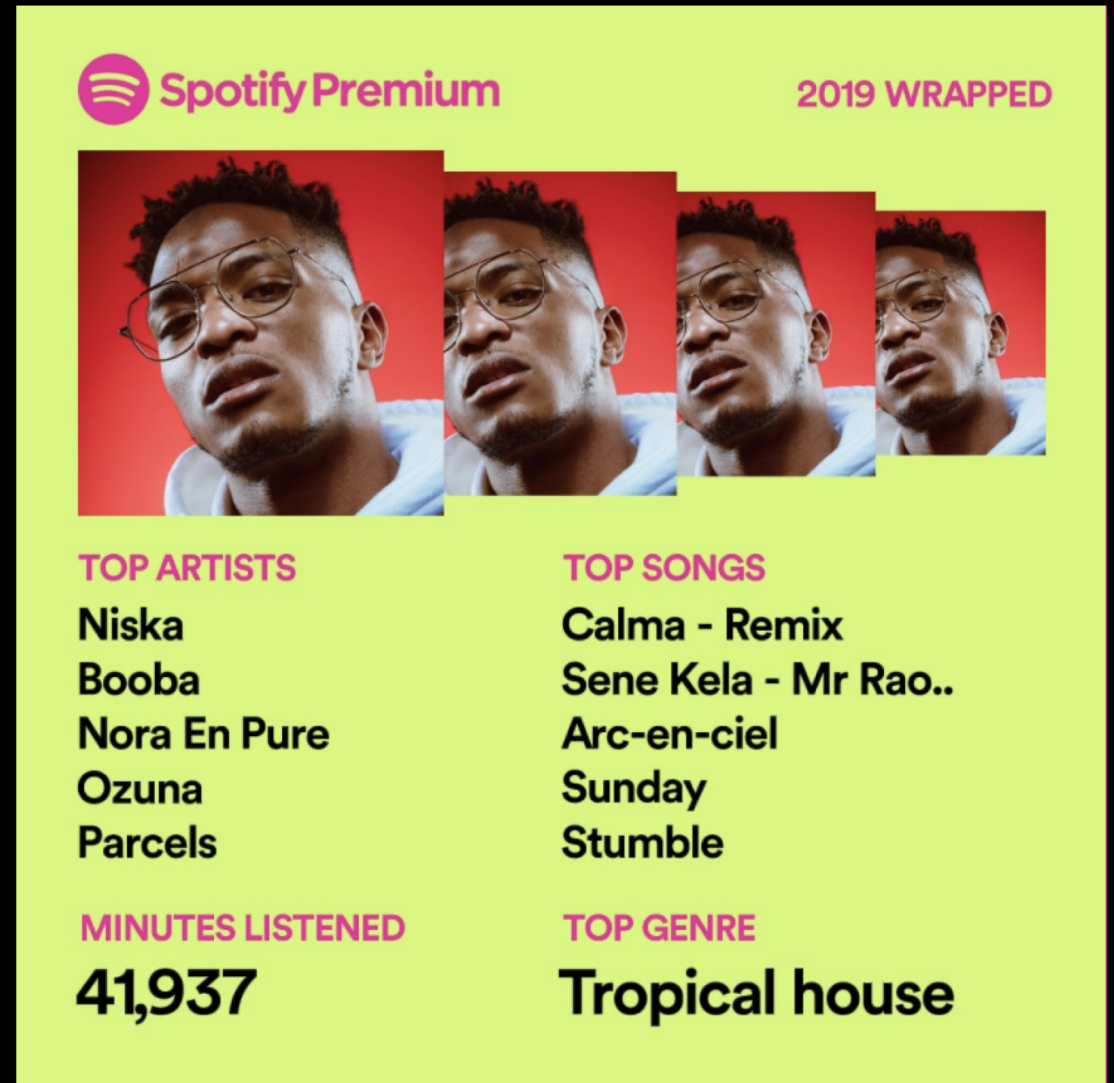 Spotify Premium
2019 WRAPPED
TOP ARTISTS
Niska
Booba
Nora En Pure
Ozuna
Parcels
TOP SONGS
Calma - Remix
Sene Kela - Mr Rao..
Arc-en-ciel
Sunday
Stumble
MINUTES LISTENED
41,937
TOP GENRE
Tropical house